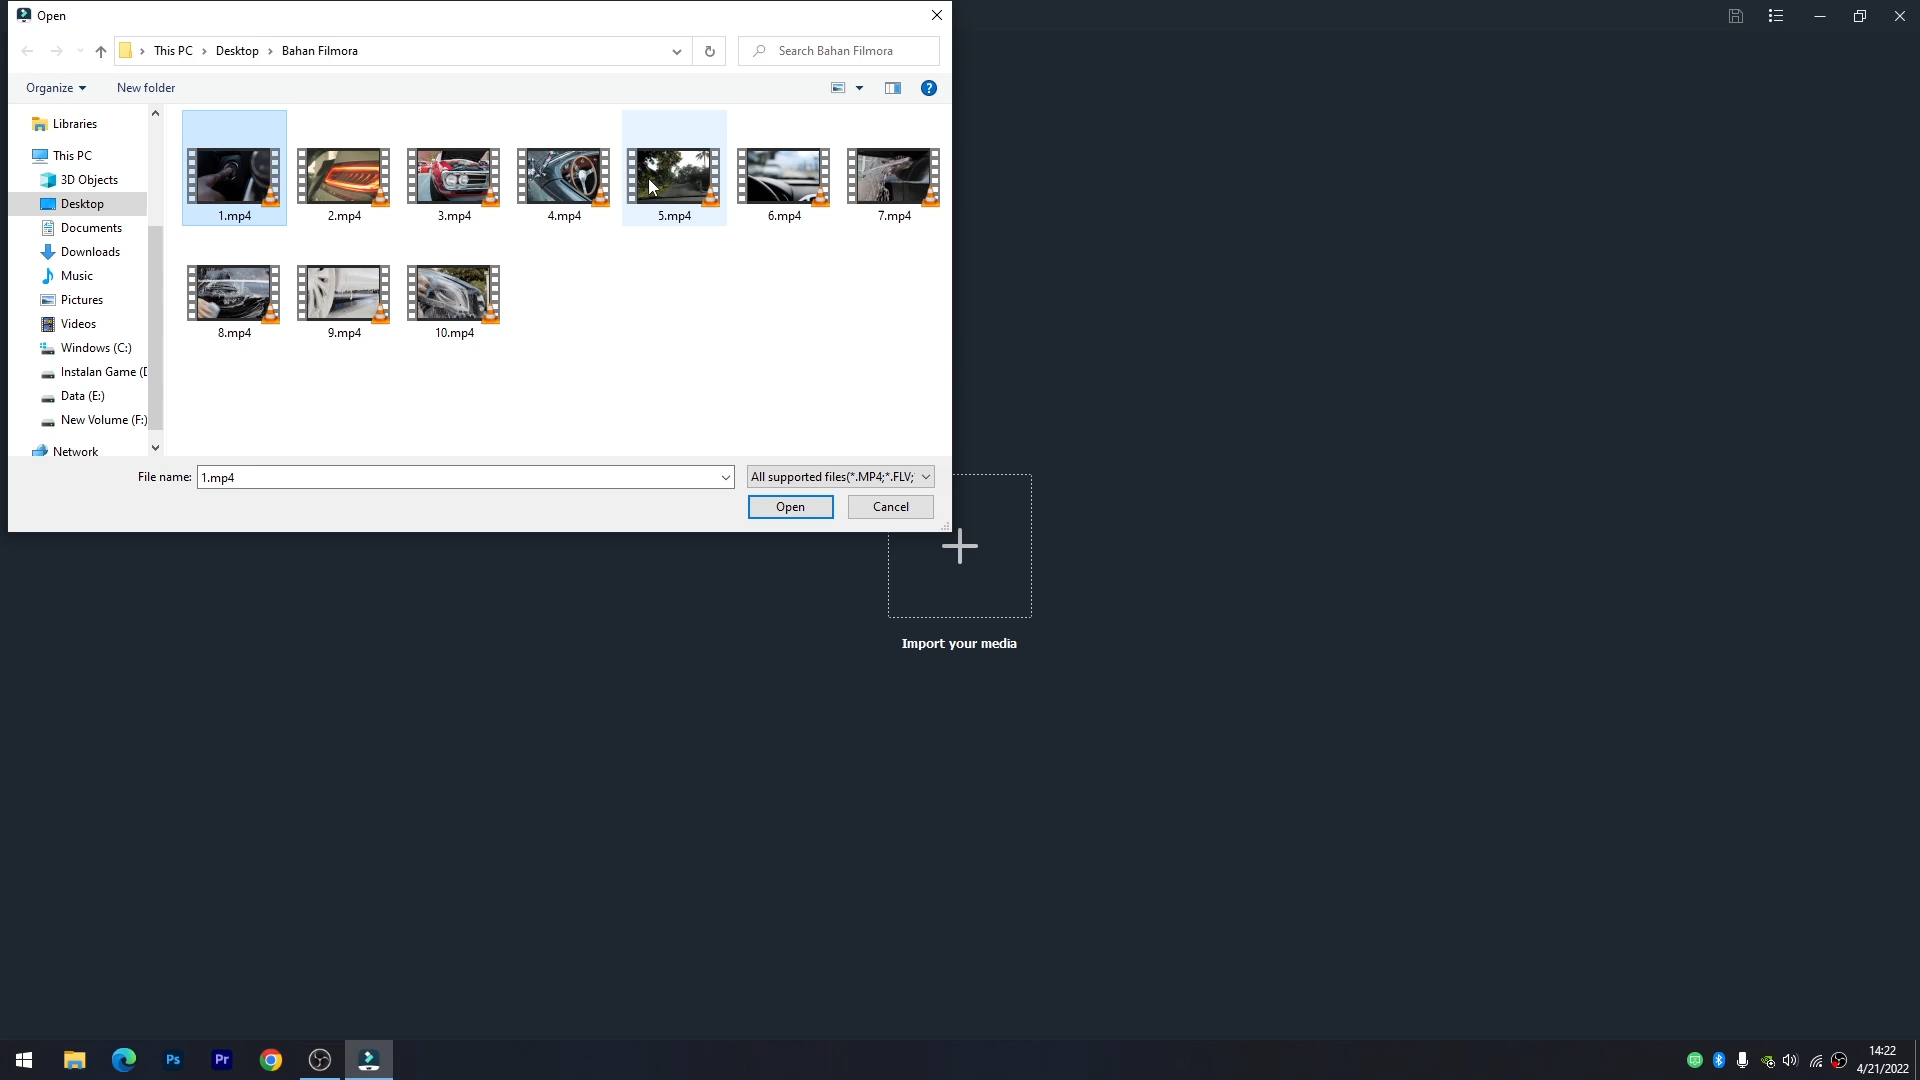 Open
This PC
Desktop
Bahan Filmora
Search Bahan Filmora
Organize
New folder
Libraries
This PC
3D Objects
Desktop
Documents
Downloads
Music
Pictures
Videos
Windows (C:)
Instalan Game (D
Data (E:)
New Volume (F:)
Network
1.mp4
2.mp4
3.mp4
4.mp4
5.mp4
6.mp4
7.mp4
8.mp4
9.mp4
10.mp4
File name:
1.mp4
All supported files(*.MP4;*.FLV;
Open
Cancel
Import your media
Ps
Pr
14:22
4/21/2022